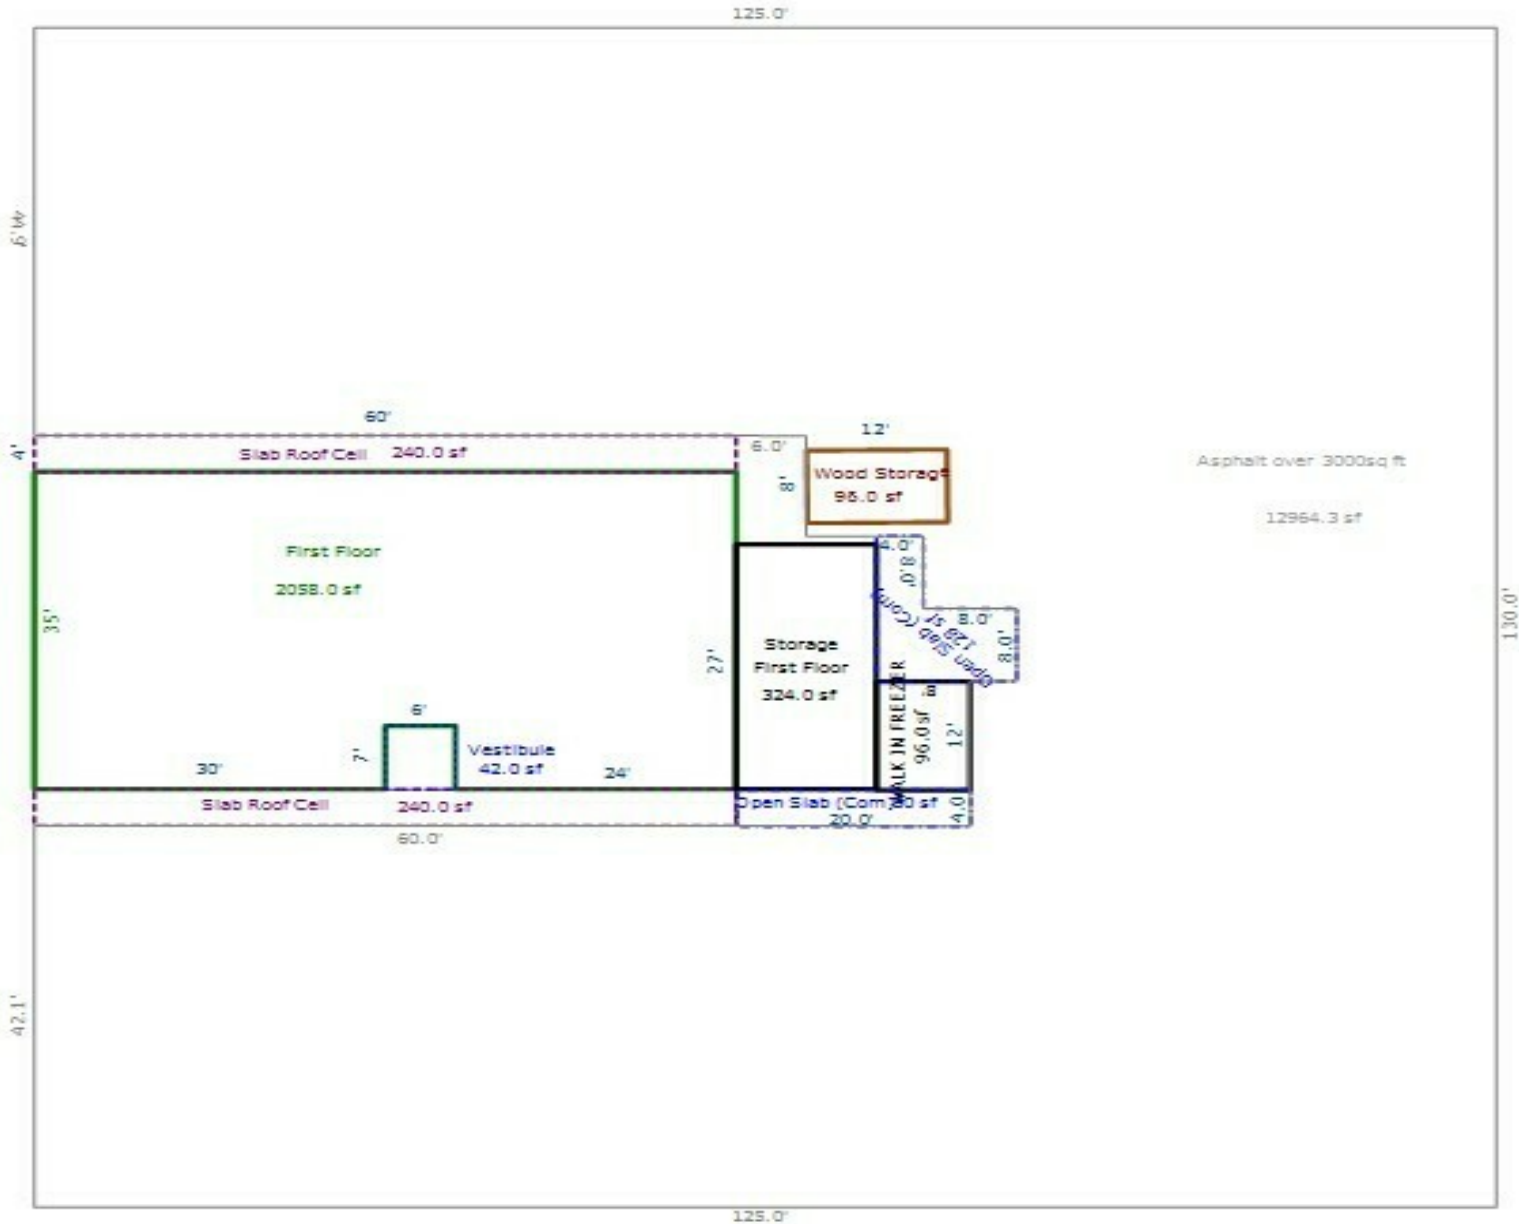 125.0'
60'
12'
4'
Slab Roof Ceil 240.0 sf
6.0'
8'
Wood Storage
96.0 sf
Asphalt over 3000sq ft
12964.3 sf
4.0'
8.0'
First Floor
2058.0 sf
35'
8.0'
8.0'
Open Slab (Com)
128 sf
Storage
First Floor
324.0 sf
27'
130.0'
8'
WALK IN FREEZER
96.0 sf
12'
6'
7'
Vestibule
42.0 sf
30'
24'
Slab Roof Ceil 240.0 sf
Open Slab (Com) 80 sf
20.0'
4.0
60.0'
42.1'
125.0'